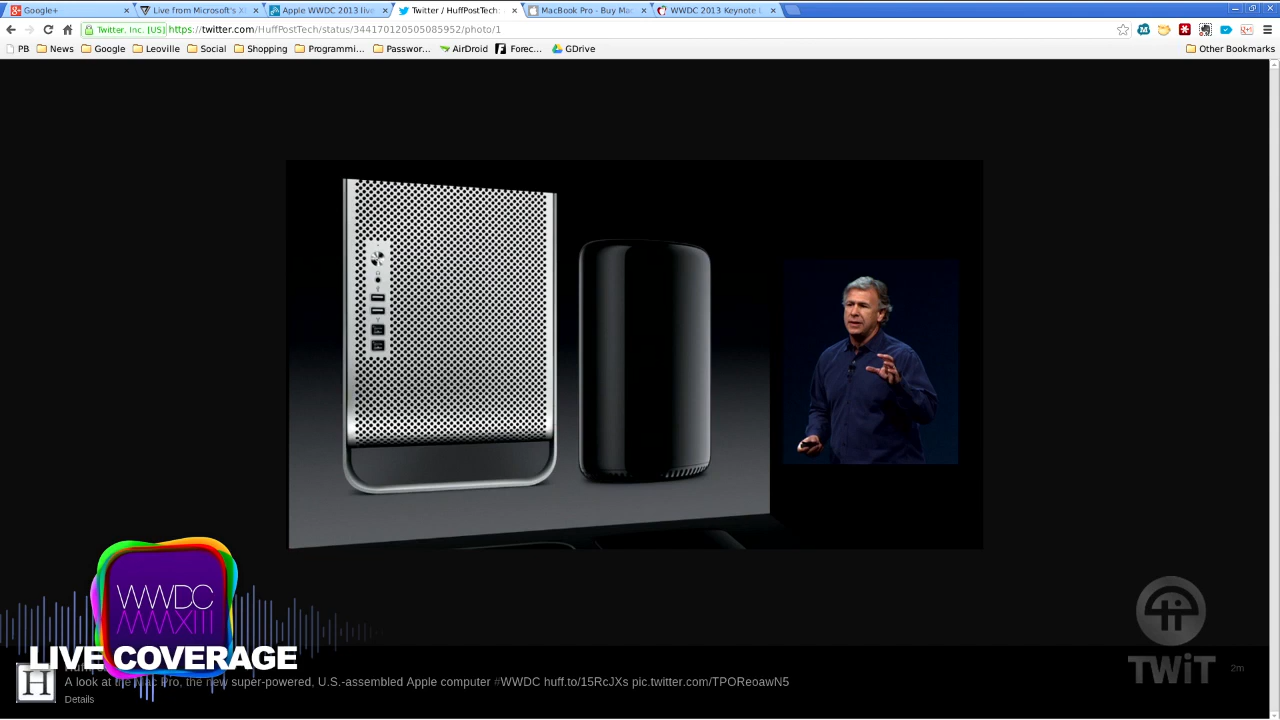 Google+
Live from Microsoft's X
Apple WWDC 2013 live
Twitter / HuffPostTech:
MacBook Pro - Buy Mac
WWDC 2013 Keynote L
Twitter, Inc. [US] https://twitter.com/HuffPostTech/status/344170120505085952/photo/1
PB News Google Leoville Social Shopping Programmi... Passwor... AirDroid Forec... GDrive Other Bookmarks
WWDC
MMXIII
LIVE COVERAGE
H
A look at the Mac Pro, the new super-powered, U.S.-assembled Apple computer #WWDC huff.to/15RcJXs pic.twitter.com/TPOReoawN5
Details
2m
TWiT